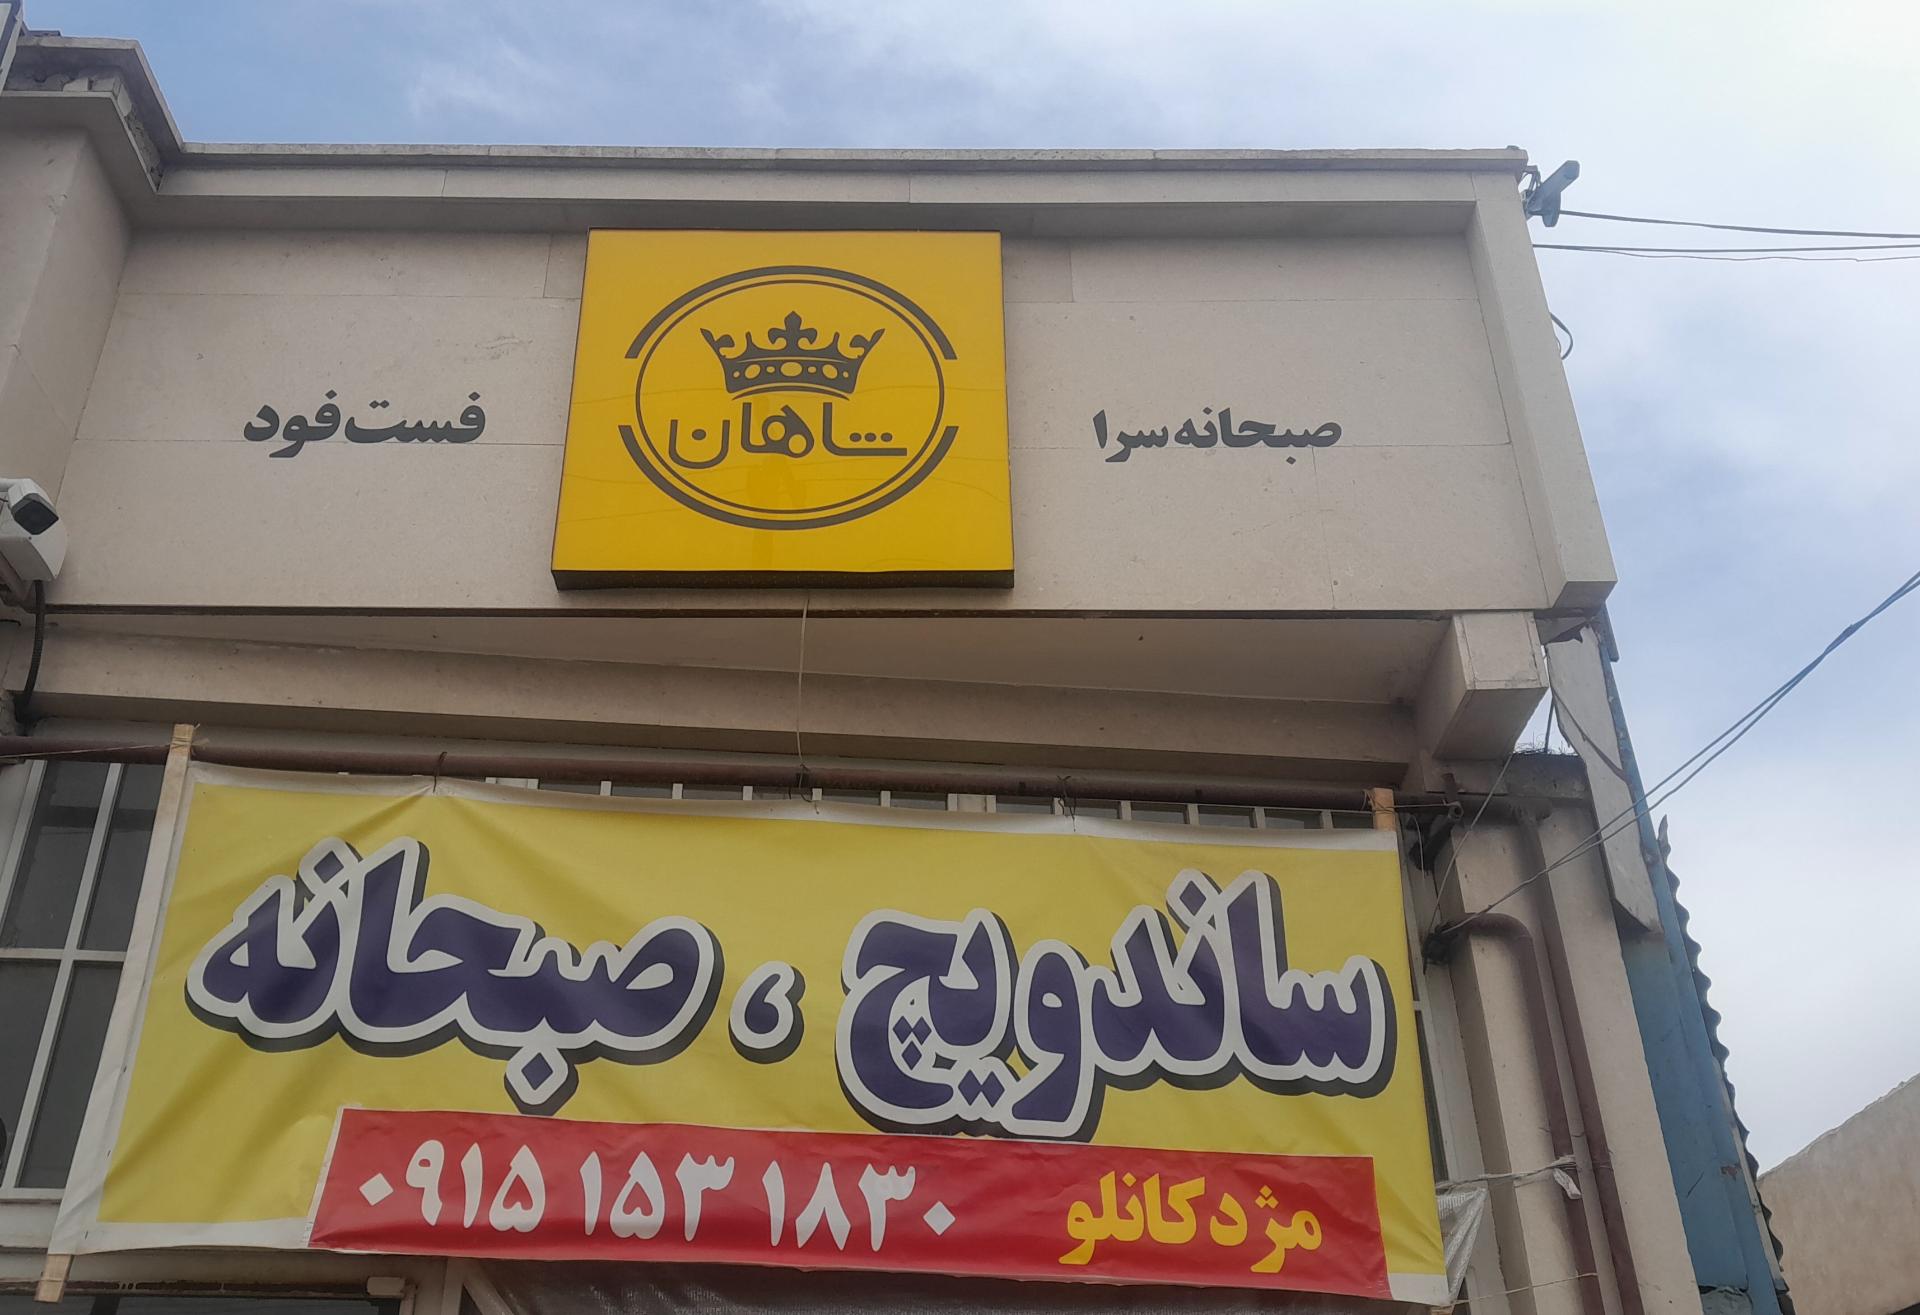 صبحانه سرا
شاهان
فست فود
ساندویچ ، صبحانه
مژدکانلو ۰۹۱۵ ۱۵۳ ۱۸۳۰